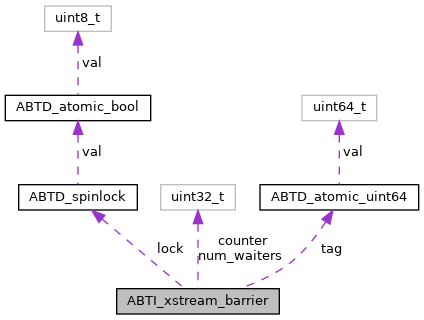 uint8_t
val
ABTD_atomic_bool
uint64_t
val
val
ABTD_spinlock
uint32_t
ABTD_atomic_uint64
lock
counter
num_waiters
tag
ABTI_xstream_barrier